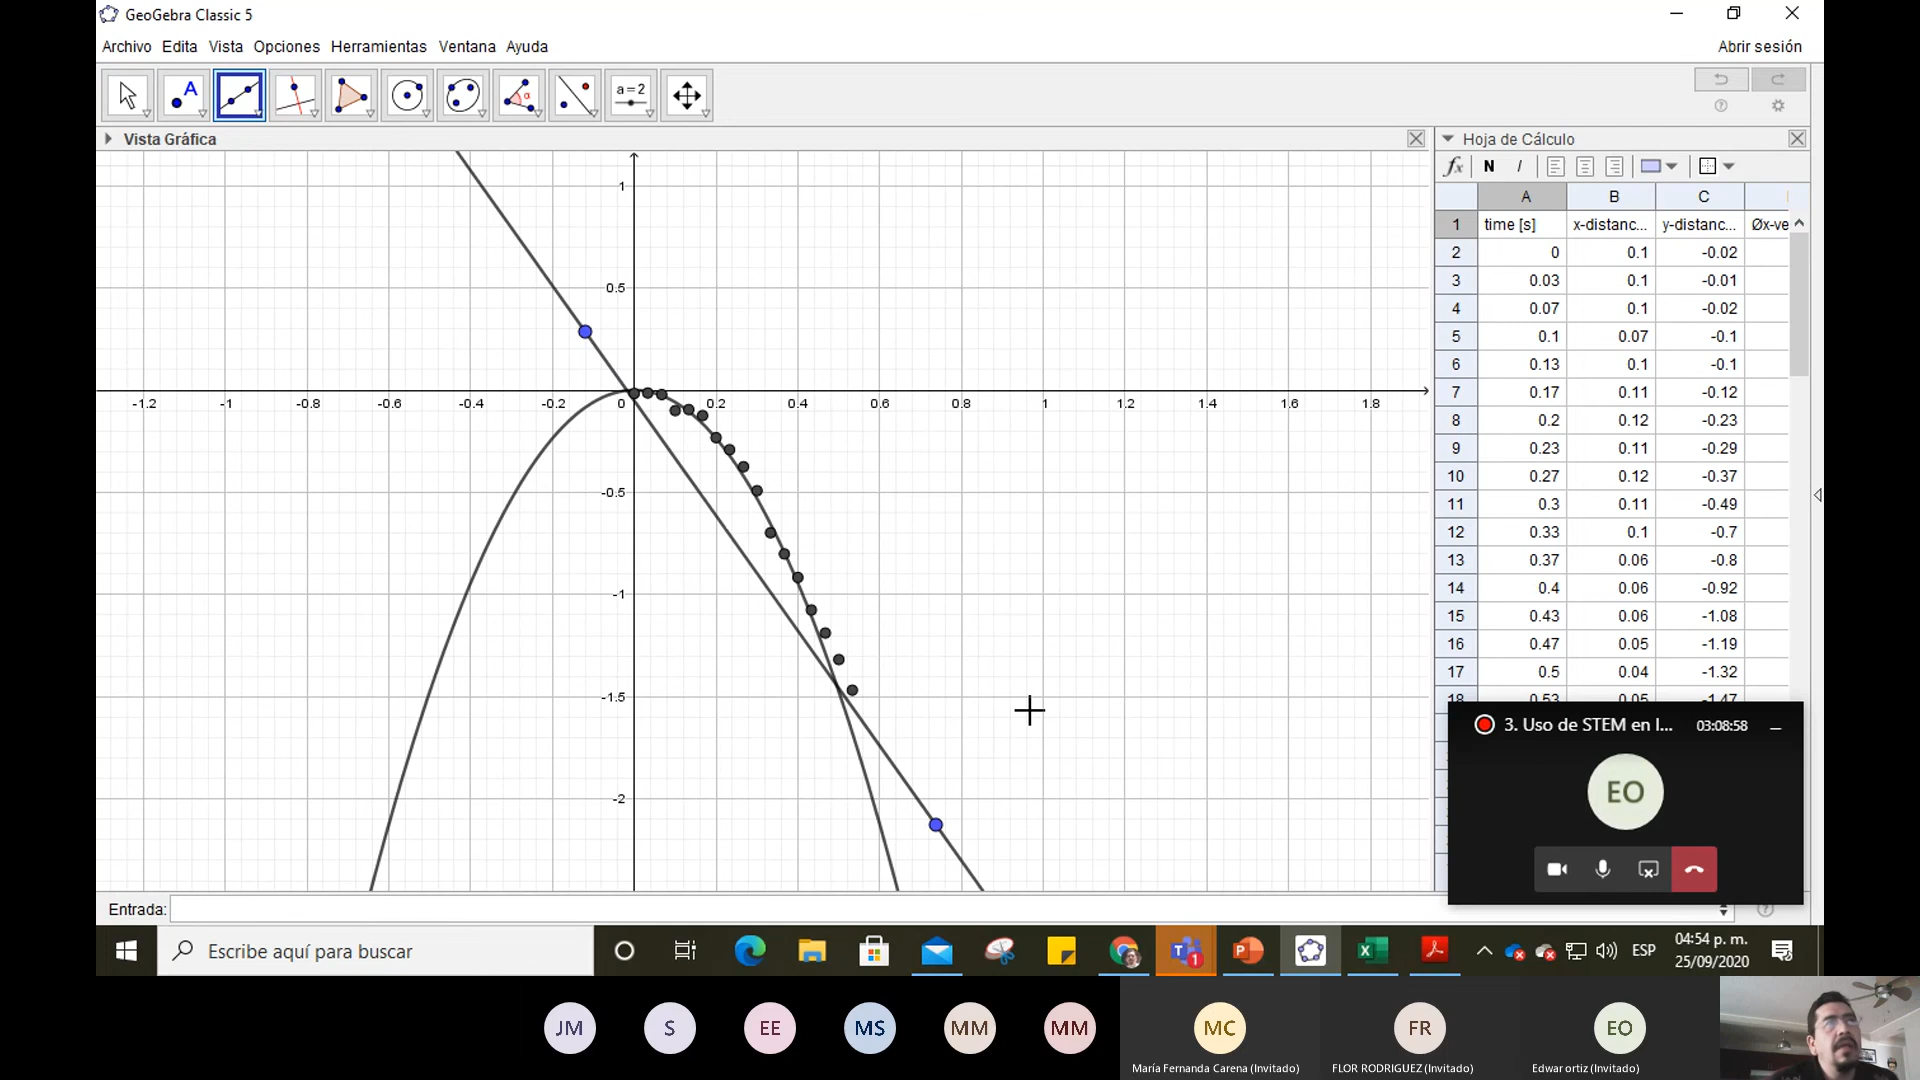 GeoGebra Classic 5
Archivo Edita Vista Opciones Herramientas Ventana Ayuda
Abrir sesión
A
α
a = 2
Vista Gráfica
Hoja de Cálculo
fx N I
A B C
1 time [s] x-distanc... y-distanc... Øx-ve
2 0 0.1 -0.02
3 0.03 0.1 -0.01
4 0.07 0.1 -0.02
5 0.1 0.07 -0.1
6 0.13 0.1 -0.1
7 0.17 0.11 -0.12
8 0.2 0.12 -0.23
9 0.23 0.11 -0.29
10 0.27 0.12 -0.37
11 0.3 0.11 -0.49
12 0.33 0.1 -0.7
13 0.37 0.06 -0.8
14 0.4 0.06 -0.92
15 0.43 0.06 -1.08
16 0.47 0.05 -1.19
17 0.5 0.04 -1.32
18 0.53 0.05 -1.47
1
0.5
-1.2 -1 -0.8 -0.6 -0.4 -0.2 0 0.2 0.4 0.6 0.8 1 1.2 1.4 1.6 1.8
-0.5
-1
-1.5
-2
3. Uso de STEM en l... 03:08:58
EO
Entrada:
Escribe aquí para buscar
1
ESP
04:54 p. m.
25/09/2020
JM S EE MS MM MM MC FR EO
María Fernanda Carena (Invitado) FLOR RODRIGUEZ (Invitado) Edwar ortiz (Invitado)